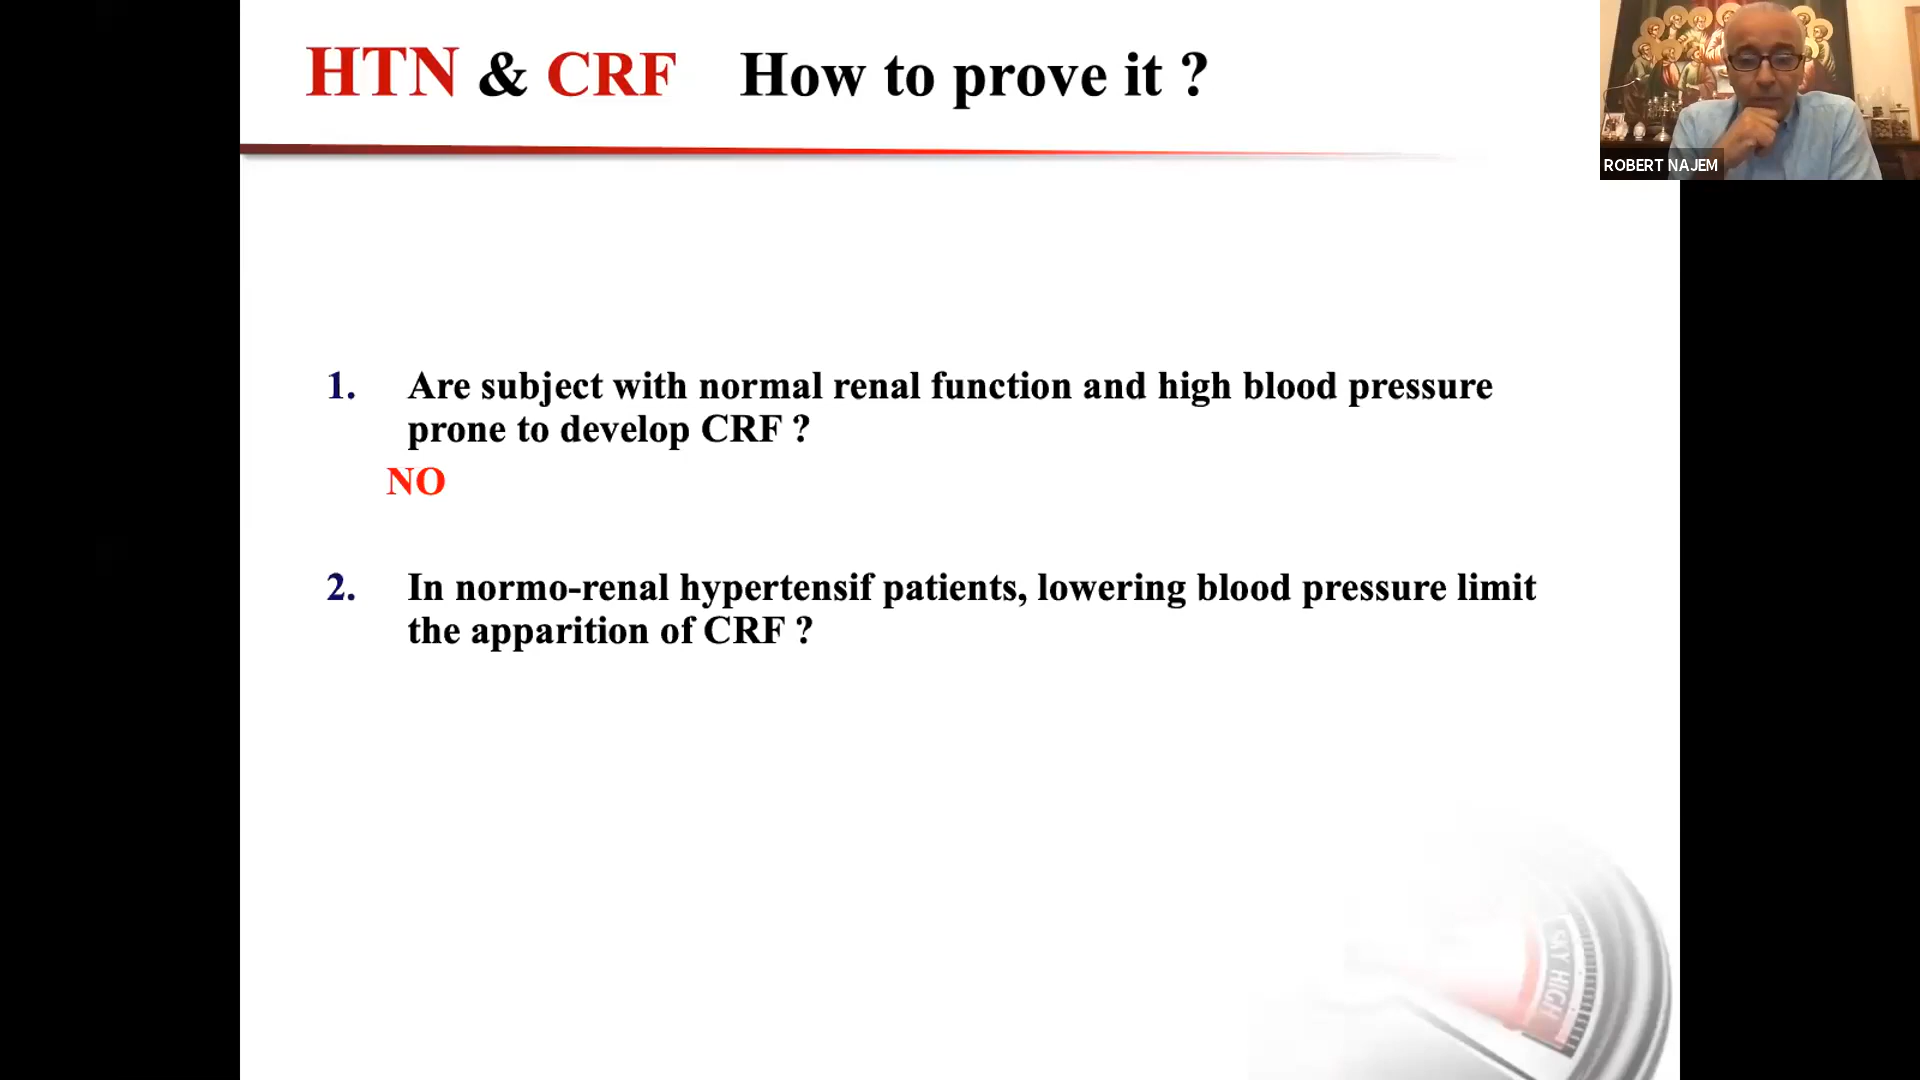 HTN & CRF How to prove it ?
ROBERT NAJEM
1. Are subject with normal renal function and high blood pressure
prone to develop CRF ?
NO
2. In normo-renal hypertensif patients, lowering blood pressure limit
the apparition of CRF ?
SKY HIGH